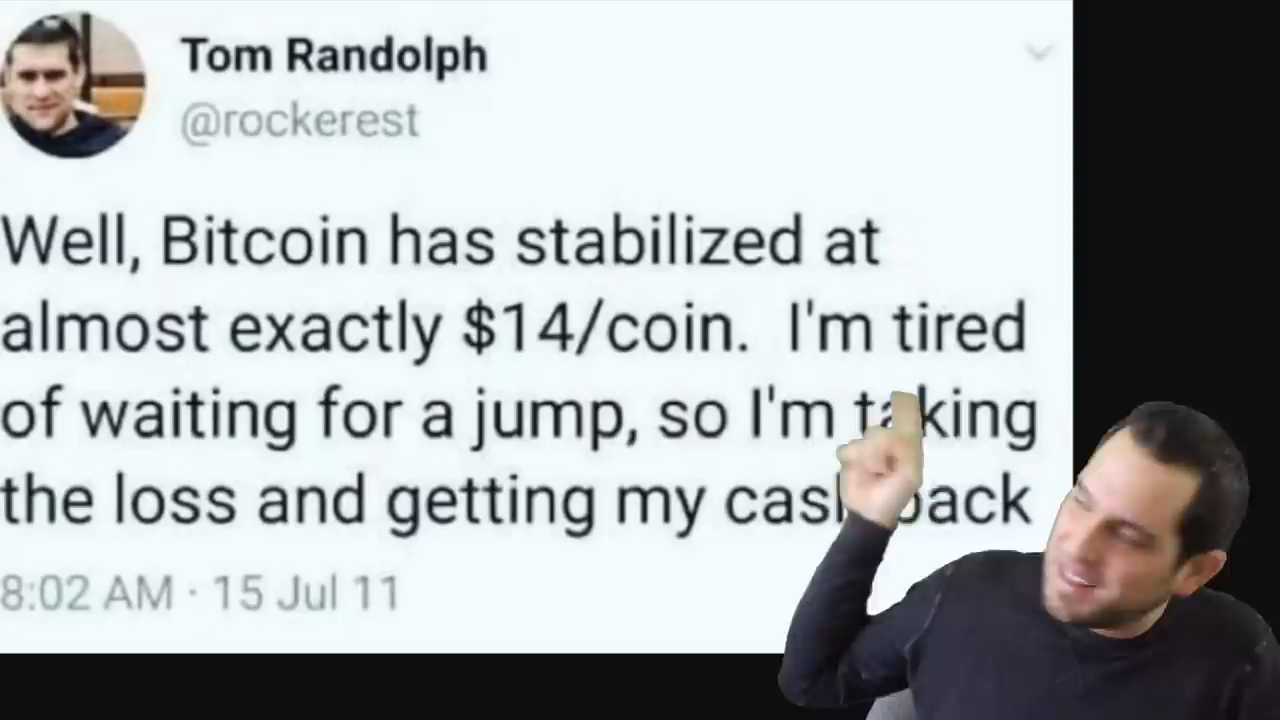 Tom Randolph
@rockerest
Well, Bitcoin has stabilized at
almost exactly $14/coin. I'm tired
of waiting for a jump, so I'm taking
the loss and getting my cash back
8:02 AM · 15 Jul 11